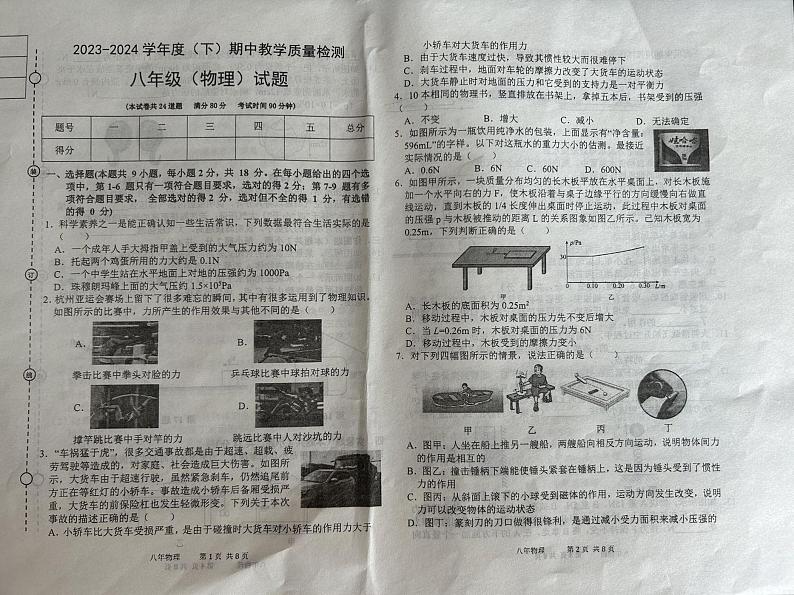 2023-2024 学年度（下）期中教学质量检测
八年级（物理）试题
（本试卷共 24 道题 满分 80 分 考试时间 90 分钟）
题号 一 二 三 四 五 总分
得分
一、选择题(本题共 9 小题，每小题 2 分，共 18 分。在每小题给出的四个选
项中，第 1-6 题只有一项符合题目要求，选对的得 2 分；第 7-9 题有多
项符合题目要求，全部选对的得 2 分，选对但不全的得 1 分，有选错
的得 0 分)
1．科学素养之一是能正确认知一些生活常识，下列数据最符合生活实际的是
（ ）
A．一个成年人手大拇指甲盖上受到的大气压力约为 10N
B．托起两个鸡蛋所用的力大约是 0.1N
C．一个中学生站在水平地面上对地的压强约为 1000Pa
D．珠穆朗玛峰上面的大气压约 1.5×10⁵Pa
2．杭州亚运会赛场上留下了很多难忘的瞬间，其中有很多运用到了物理知识。
如图所示的比赛中，力所产生的作用效果与其他不同的是（ ）
A．
B．
拳击比赛中拳头对脸的力 乒乓球比赛中球拍对球的力
C．
D．
撑竿跳比赛中手对竿的力 跳远比赛中人对沙坑的力
3．“车祸猛于虎”，很多交通事故都是由于超速、超载、疲
劳驾驶等造成的，对家庭、社会造成巨大伤害。如图所
示，大货车由于超速行驶，虽然紧急刹车，仍然追尾前
方正在等红灯的小轿车。事故造成小轿车后备厢受损严
重，大货车的前保险杠也发生轻微形变。下列关于本次
事故的描述正确的是（ ）
A．小轿车比大货车受损严重，是由于碰撞时大货车对小轿车的作用力大于
八年物理 第 1 页 共 8 页
装
订
线
小轿车对大货车的作用力
B．由于大货车速度过快，导致其惯性较大而很难停下
C．刹车过程中，地面对车轮的摩擦力改变了大货车的运动状态
D．大货车静止时对地面的压力和它受到的支持力是一对平衡力
4．10 本相同的物理书，竖直排放在书架上，拿掉五本后，书架受到的压强
（ ）
A．不变 B．增大 C．减小 D．无法确定
5．如图所示为一瓶饮用纯净水的包装，上面显示有“净含量：
596mL”的字样。以下对这瓶水的重力大小的估测。最接近
实际情况的是（ ）
A．0.6N B．6N C．60N D．600N
娃哈哈
6．如图甲所示，一块质量分布均匀的长木板平放在水平桌面上，对长木板施
加一个水平向右的力 F，使木板沿着与桌子边缘平行的方向缓慢向右做直
线运动，直到木板的 1/4 长度伸出桌面时停止运动，此过程中木板对桌面
的压强 p 与木板被推动的距离 L 的关系图象如图乙所示。已知木板宽为
0.25m，下列判断正确的是（ ）
p/Pa
30
0 0.10 0.20 0.30 L/m
甲 乙
A．长木板的底面积为 0.25m²
B．移动过程中，木板对桌面的压力先不变后增大
C．当 L=0.26m 时，木板对桌面的压力为 6N
D．移动过程中，木板对桌面的压力大小不变
7．对下列四幅图所示的情景，说法正确的是（ ）
甲 乙 丙 丁
A．图甲：人坐在船上推另一艘船，两艘船向相反方向运动，说明物体间力
的作用是相互的
B．图乙：撞击锤柄下端能使锤头紧套在锤柄上，这是因为锤头受到了惯性
力的作用
C．图丙：从斜面上滚下的小球受到磁体的作用，运动方向发生改变，说明
力可以改变物体的运动状态
D．图丁：篆刻刀的刀口做得很锋利，是通过减小受力面积来减小压强的
八年物理 第 2 页 共 8 页